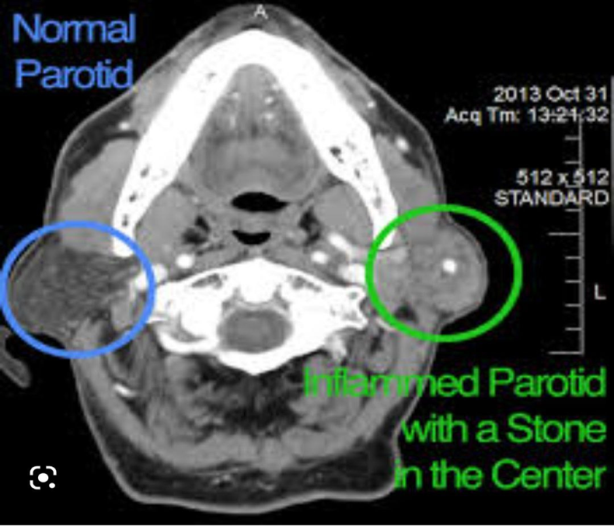 A
Normal
Parotid
2013 Oct 31
Acq Tm: 13:21:32
512 x 512
STANDARD
L
Inflammed Parotid
with a Stone
in the Center